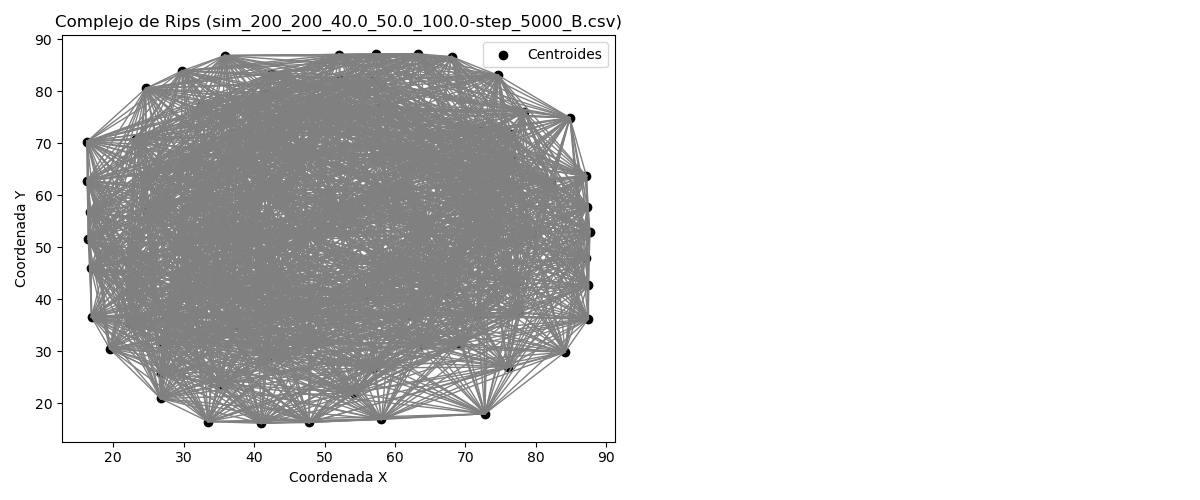 Complejo de Rips (sim_200_200_40.0_50.0_100.0-step_5000_B.csv)
Centroides
90
80
70
60
50
40
30
20
Coordenada Y
20 30 40 50 60 70 80 90
Coordenada X